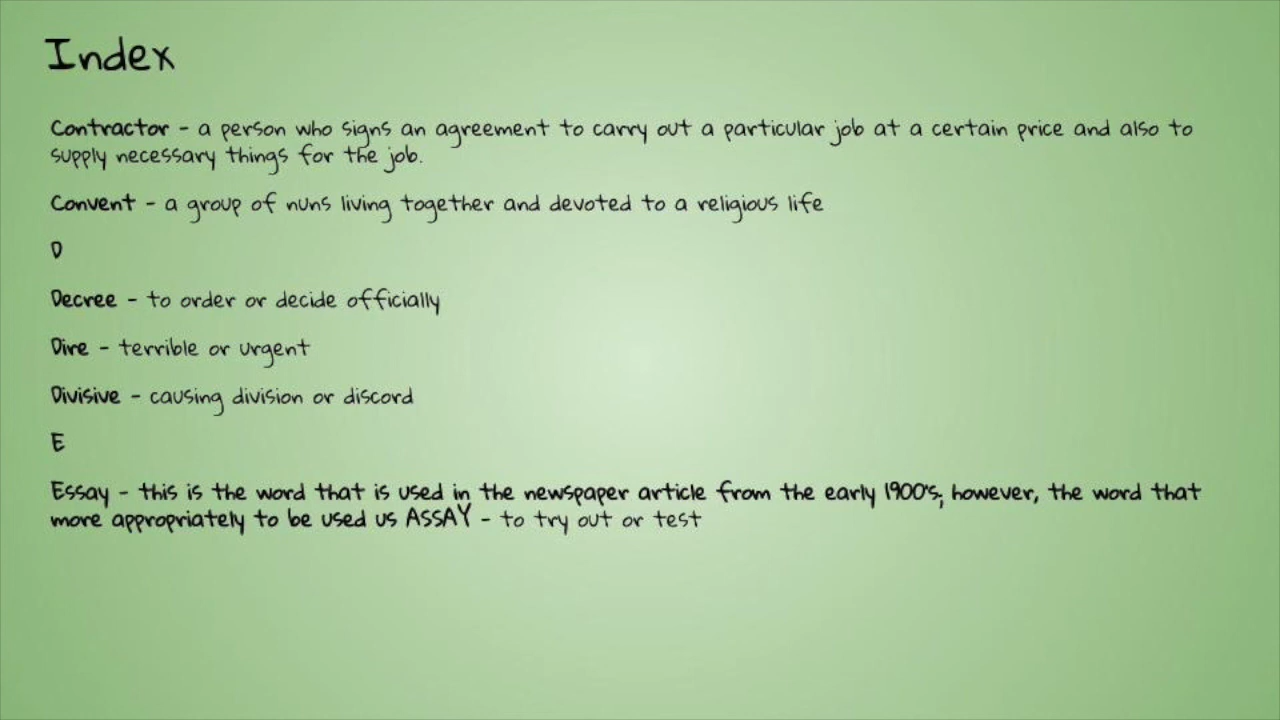 Index
Contractor - a person who signs an agreement to carry out a particular job at a certain price and also to
supply necessary things for the job.
Convent - a group of nuns living together and devoted to a religious life
D
Decree - to order or decide officially
Dire - terrible or urgent
Divisive - causing division or discord
E
Essay - this is the word that is used in the newspaper article from the early 1900's; however, the word that
more appropriately to be used us ASSAY - to try out or test